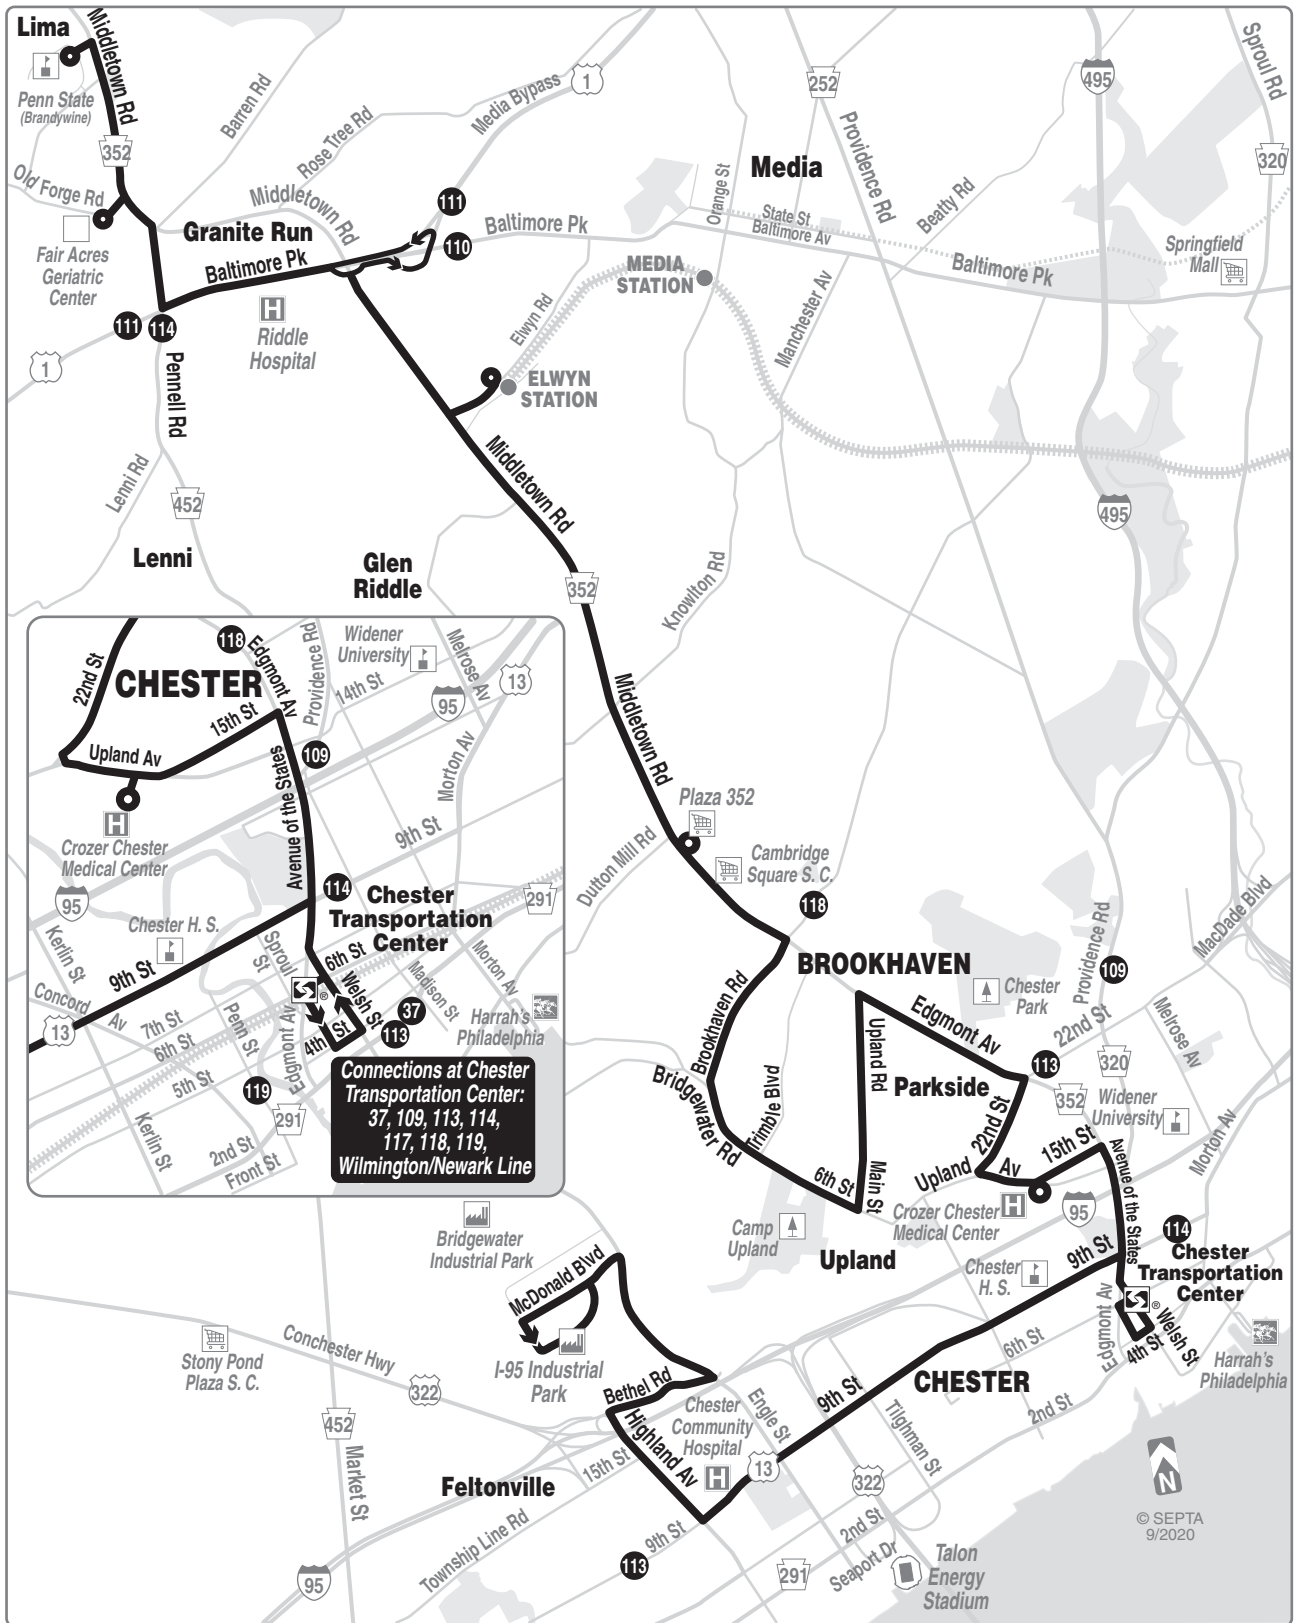 Lima
Middletown Rd
Penn State
(Brandywine)
352
Old Forge Rd
Fair Acres
Geriatric
Center
Barren Rd
Rose Tree Rd
Media Bypass
1
Middletown Rd
Granite Run
Baltimore Pk
111
110
Baltimore Pk
111
114
1
Riddle
Hospital
Pennell Rd
Lenni Rd
452
Lenni
Glen
Riddle
Elwyn Rd
ELWYN
STATION
MEDIA
STATION
Orange St
Media
State St
Baltimore Av
252
Providence Rd
Beatty Rd
Manchester Av
Baltimore Pk
495
Sproul Rd
320
Springfield
Mall
495
Middletown Rd
352
Knowlton Rd
Middletown Rd
Plaza 352
Dutton Mill Rd
Cambridge
Square S. C.
118
BROOKHAVEN
Brookhaven Rd
Bridgewater Rd
Trimble Blvd
Upland Rd
Main St
6th St
Edgmont Av
Parkside
Chester
Park
Providence Rd
109
MacDade Blvd
22nd St
113
320
352
Melrose Av
Widener
University
Morton Av
22nd St
Upland
Av
15th St
Avenue of the States
Crozer Chester
Medical Center
95
114
Chester
Transportation
Center
®
Camp
Upland
Upland
Chester
H. S.
9th St
Edgmont Av
6th St
4th St
Welsh St
Harrah's
Philadelphia
CHESTER
9th St
2nd St
Tilghman St
Engle St
13
322
2nd St
Seaport Dr
291
Talon
Energy
Stadium
N
© SEPTA
9/2020
Bridgewater
Industrial Park
McDonald Blvd
I-95 Industrial
Park
Bethel Rd
Chester
Community
Hospital
Highland Av
15th St
9th St
113
Township Line Rd
Feltonville
95
Stony Pond
Plaza S. C.
Conchester Hwy
322
452
Market St
118
Edgmont Av
Providence Rd
Widener
University
Melrose Av
13
22nd St
CHESTER
14th St
95
15th St
Upland Av
109
Avenue of the States
Morton Av
Crozer Chester
Medical Center
9th St
95
114
Chester
Transportation
Center
291
Chester H. S.
Kerlin St
9th St
Sproul St
6th St
Madison St
Morton Av
®
Welsh St
37
113
Harrah's
Philadelphia
Concord Av
13
7th St
6th St
5th St
Penn St
Edgmont Av
4th St
119
291
Kerlin St
2nd St
Front St
Connections at Chester
Transportation Center:
37, 109, 113, 114,
117, 118, 119,
Wilmington/Newark Line